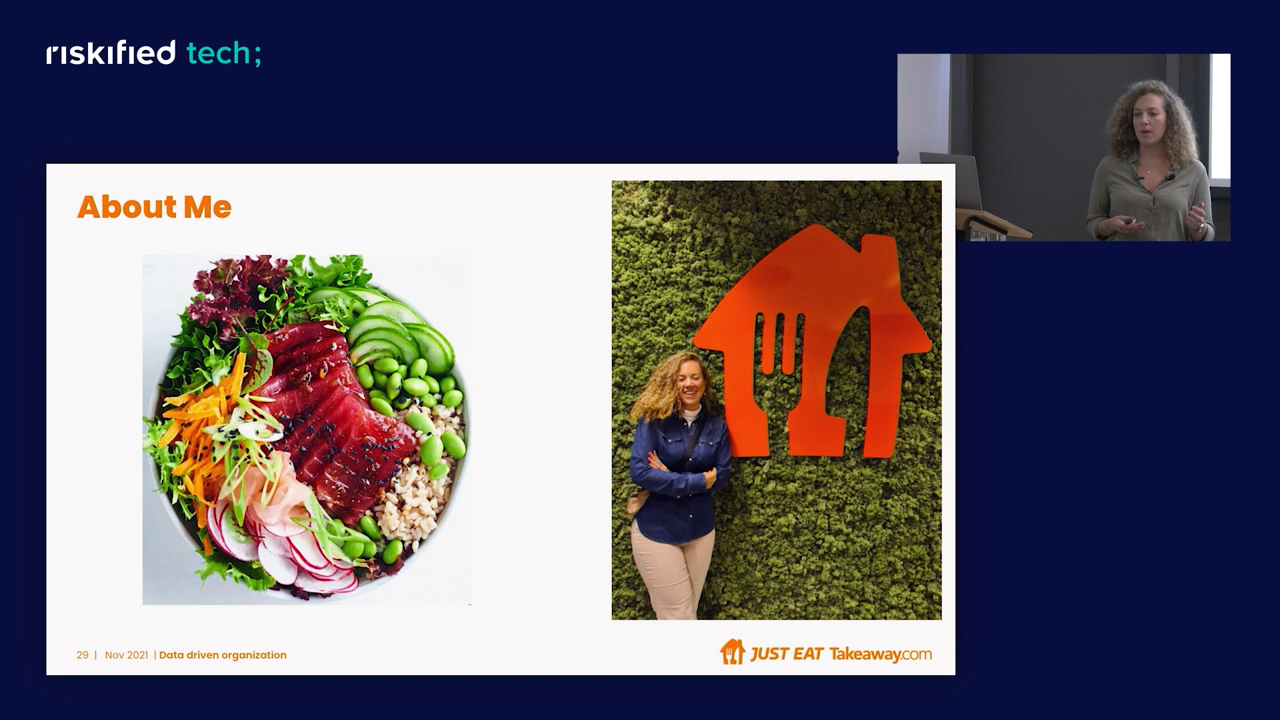 riskified tech;
About Me
29 | Nov 2021 | Data driven organization
JUST EAT Takeaway.com